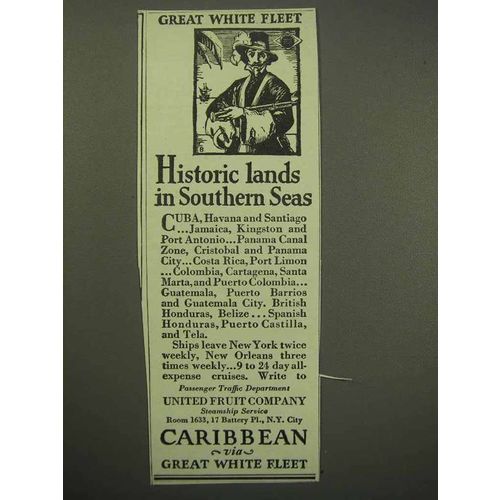 GREAT WHITE FLEET
Historic lands
in Southern Seas
CUBA, Havana and Santiago
...Jamaica, Kingston and
Port Antonio...Panama Canal
Zone, Cristobal and Panama
City...Costa Rica, Port Limon
...Colombia, Cartagena, Santa
Marta, and Puerto Colombia...
Guatemala, Puerto Barrios
and Guatemala City. British
Honduras, Belize...Spanish
Honduras, Puerto Castilla,
and Tela.
Ships leave New York twice
weekly, New Orleans three
times weekly...9 to 24 day all-
expense cruises. Write to
Passenger Traffic Department
UNITED FRUIT COMPANY
Steamship Service
Room 1633, 17 Battery Pl., N.Y. City
CARIBBEAN
via
GREAT WHITE FLEET